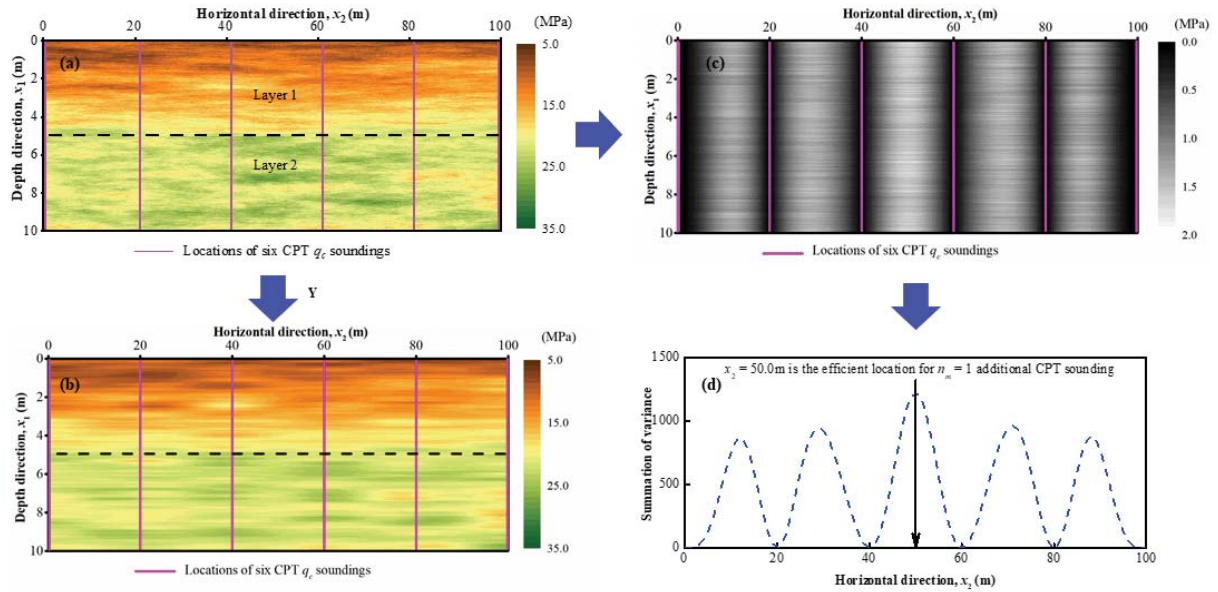 Horizontal direction, x₂ (m)
(MPa)
0 20 40 60 80 100
Depth direction, x₁ (m)
0
2
4
6
8
10
(a)
Layer 1
Layer 2
5.0
15.0
25.0
35.0
Locations of six CPT q꜀ soundings
Y
Horizontal direction, x₂ (m)
(MPa)
0 20 40 60 80 100
Depth direction, x₁ (m)
0
2
4
6
8
10
(b)
5.0
15.0
25.0
35.0
Locations of six CPT q꜀ soundings
Horizontal direction, x₂ (m)
(MPa)
0 20 40 60 80 100
Depth direction, x₁ (m)
0
2
4
6
8
10
(c)
0.0
0.5
1.0
1.5
2.0
Locations of six CPT q꜀ soundings
Summation of variance
1500
1000
500
0
(d)
x₂ = 50.0m is the efficient location for nₘ = 1 additional CPT sounding
0 20 40 60 80 100
Horizontal direction, x₂ (m)